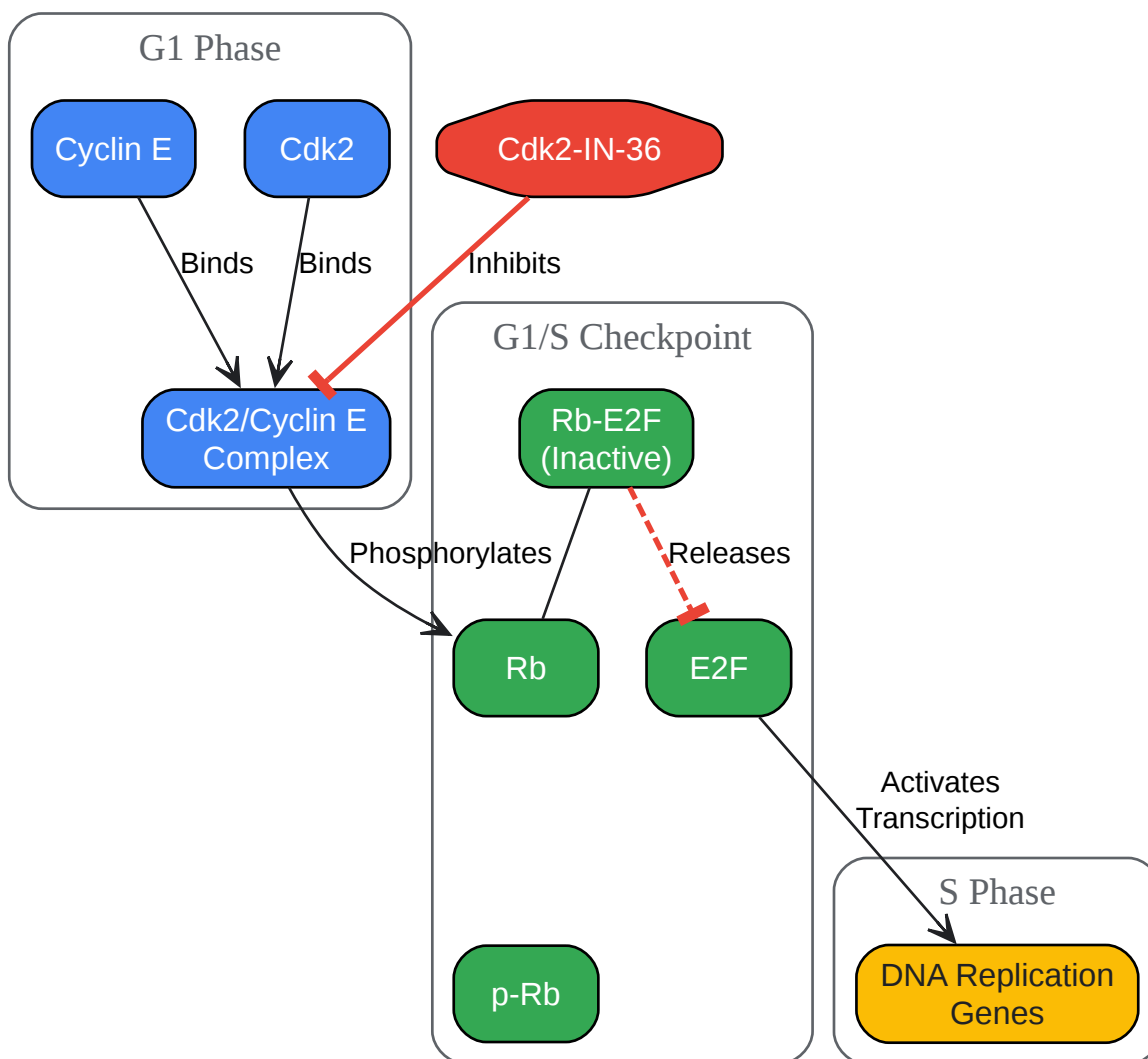 G1 Phase
Cyclin E
Cdk2
Cdk2-IN-36
Binds
Binds
Inhibits
G1/S Checkpoint
Cdk2/Cyclin E
Complex
Rb-E2F
(Inactive)
Phosphorylates
Releases
Rb
E2F
Activates
Transcription
S Phase
p-Rb
DNA Replication
Genes